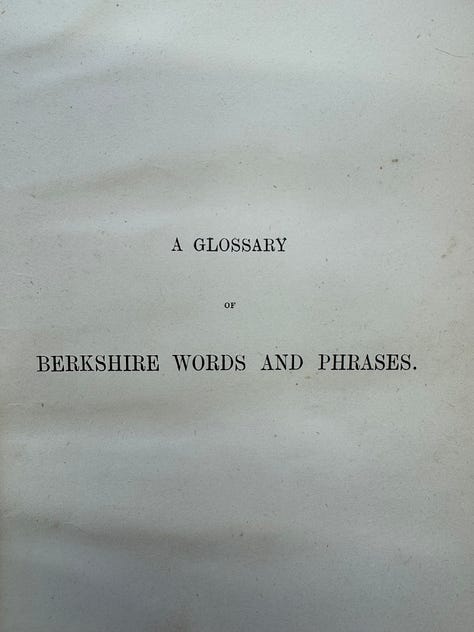 A GLOSSARY
OF
BERKSHIRE WORDS AND PHRASES.